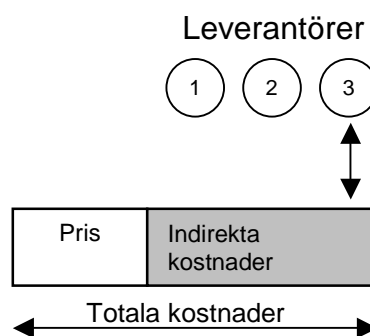 Leverantörer
1 2 3
Pris
Indirekta
kostnader
Totala kostnader